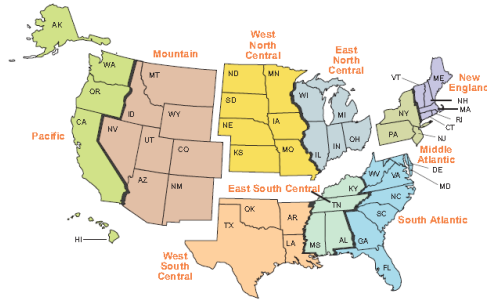 AK
West
North
Central
East
North
Central
Mountain
WA
MT
ND
MN
VT
ME
New
England
OR
ID
WY
SD
WI
MI
NY
NH
MA
RI
CT
NJ
Pacific
CA
NV
UT
CO
NE
IA
IL
IN
OH
PA
Middle
Atlantic
KS
MO
WV
VA
DE
MD
AZ
NM
East South Central
KY
TN
NC
SC
South Atlantic
HI
OK
TX
AR
LA
MS
AL
GA
FL
West
South
Central